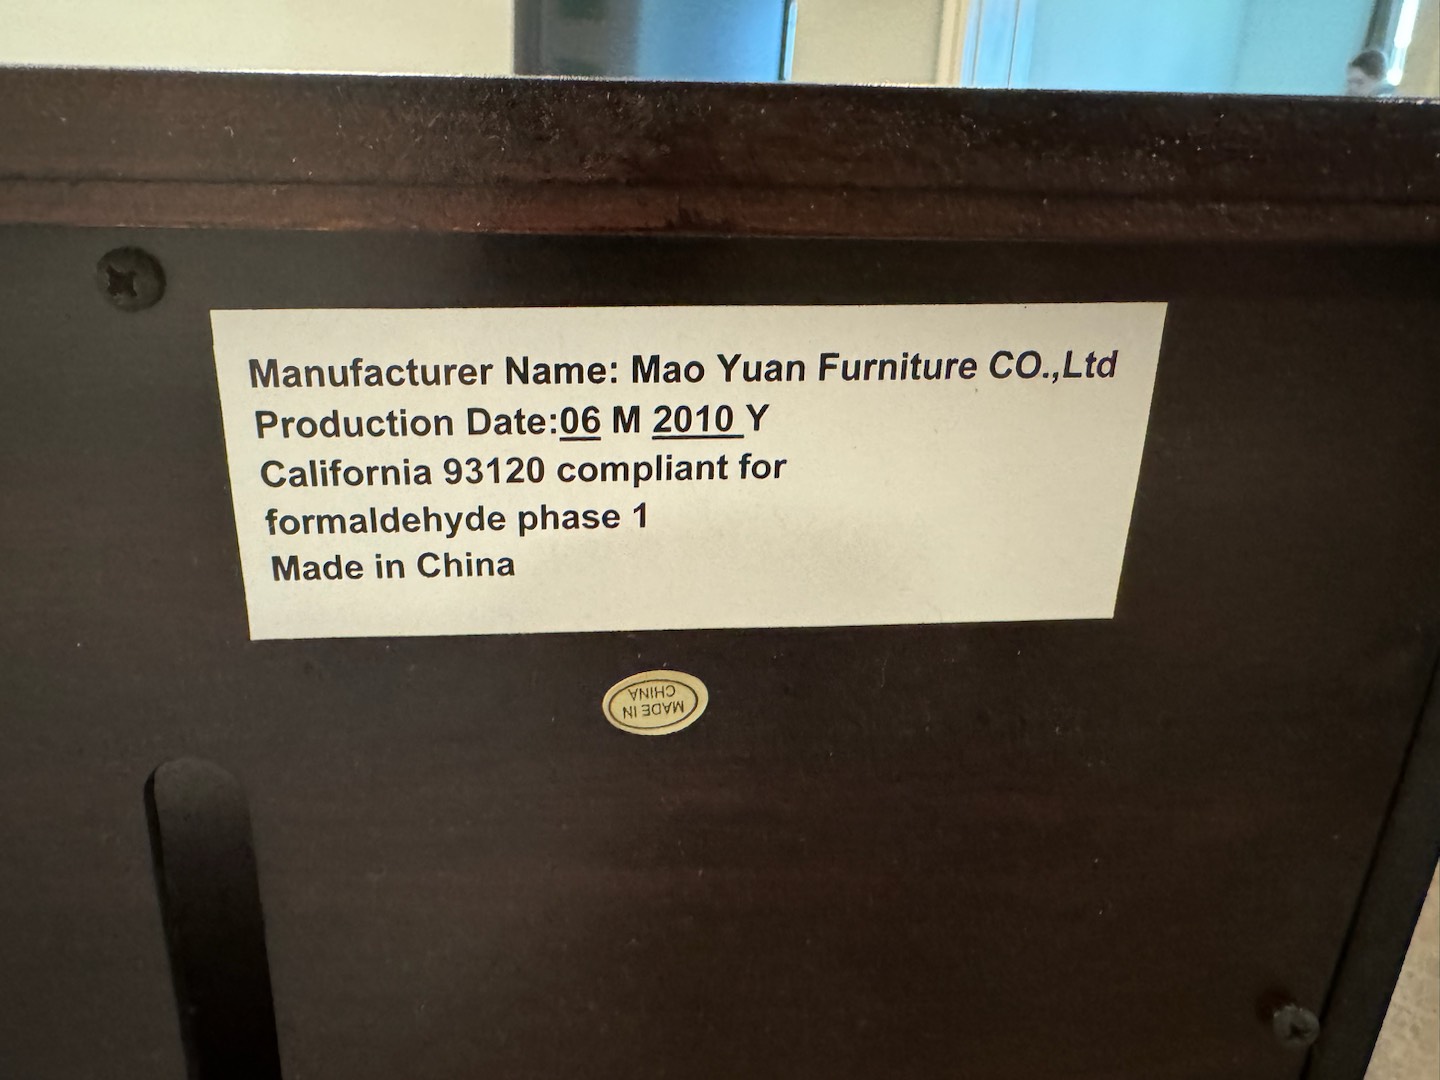 Manufacturer Name: Mao Yuan Furniture CO.,Ltd
Production Date:06 M 2010 Y
California 93120 compliant for
formaldehyde phase 1
Made in China
MADE IN
CHINA